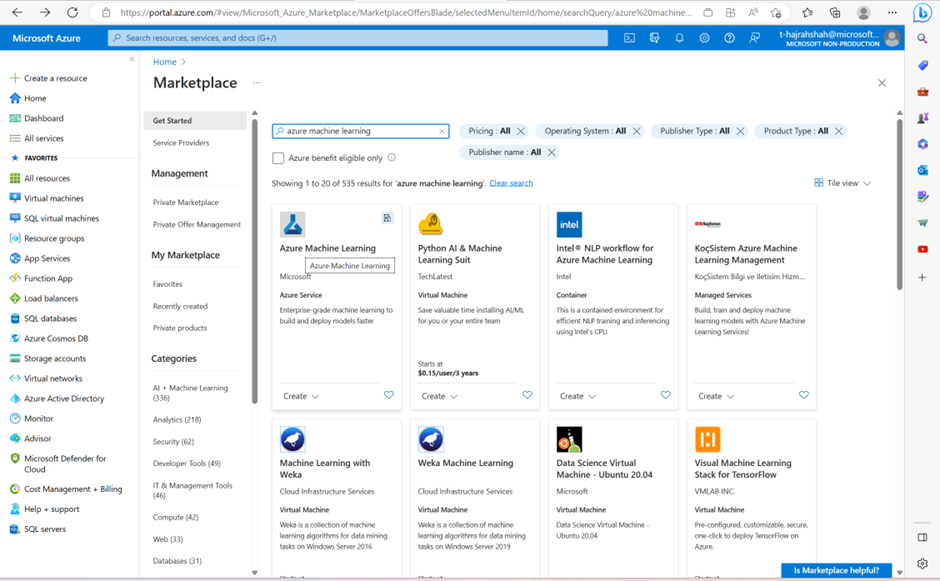 https://portal.azure.com/#view/Microsoft_Azure_Marketplace/MarketplaceOffersBlade/selectedMenuItemId/home/searchQuery/azure%20machine...
Microsoft Azure
Search resources, services, and docs (G+/)
t-hajrahshah@microsoft...
MICROSOFT NON-PRODUCTION
Create a resource
Home
Dashboard
All services
FAVORITES
All resources
Virtual machines
SQL virtual machines
Resource groups
App Services
Function App
Load balancers
SQL databases
Azure Cosmos DB
Storage accounts
Virtual networks
Azure Active Directory
Monitor
Advisor
Microsoft Defender for
Cloud
Cost Management + Billing
Help + support
SQL servers
Home >
Marketplace ...
Get Started
Service Providers
Management
Private Marketplace
Private Offer Management
My Marketplace
Favorites
Recently created
Private products
Categories
AI + Machine Learning
(336)
Analytics (218)
Security (62)
Developer Tools (49)
IT & Management Tools
(46)
Compute (42)
Web (33)
Databases (31)
azure machine learning
Pricing : All
Operating System : All
Publisher Type : All
Product Type : All
Publisher name : All
Azure benefit eligible only
Showing 1 to 20 of 535 results for 'azure machine learning'. Clear search
Tile view
Azure Machine Learning
Azure Machine Learning
Microsoft
Azure Service
Enterprise-grade machine learning to
build and deploy models faster
Create
Python AI & Machine
Learning Suit
TechLatest
Virtual Machine
Save valuable time installing AI/ML
for you or your entire team
Starts at
$0.15/user/3 years
Create
intel
Intel® NLP workflow for
Azure Machine Learning
Intel
Container
This is a contained environment for
efficient NLP training and inferencing
using Intel's CPU
Create
KoçSistem
KoçSistem Azure Machine
Learning Management
KoçSistem Bilgi ve Iletisim Hizm...
Managed Services
Build, train and deploy machine
learning models with Azure Machine
Learning Services!
Create
Machine Learning with
Weka
Cloud Infrastructure Services
Virtual Machine
Weka is a collection of machine
learning algorithms for data mining
tasks on Windows Server 2016
Weka Machine Learning
Cloud Infrastructure Services
Virtual Machine
Weka is a collection of machine
learning algorithms for data mining
tasks on Windows Server 2019
Data Science Virtual
Machine - Ubuntu 20.04
Microsoft
Virtual Machine
Data Science Virtual Machine -
Ubuntu 20.04
Visual Machine Learning
Stack for TensorFlow
VMLAB INC.
Virtual Machine
Pre-configured, customizable, secure,
one-click to deploy TensorFlow on
Azure.
Is Marketplace helpful?